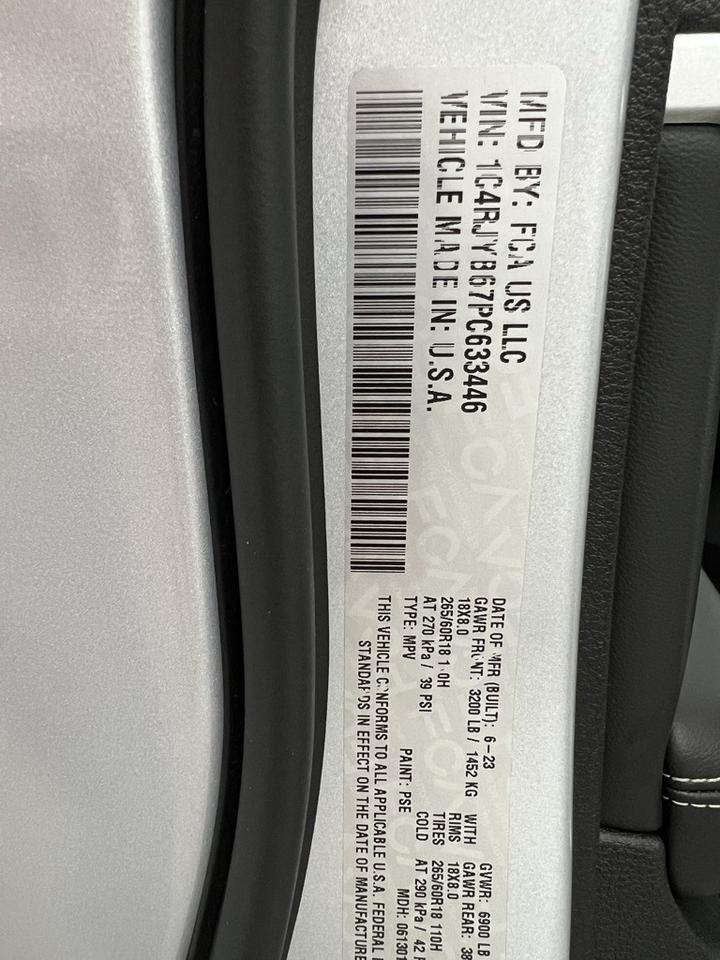 MFD BY: FCA US LLC
VIN: 1C4RJYB67PC633446
VEHICLE MADE IN: U.S.A.
DATE OF MFR (BUILT): 6-23 GVWR: 6900 LB
GAWR FRONT: 3200 LB / 1452 KG WITH GAWR REAR: 38
18X8.0 RIMS 18X8.0
265/60R18 110H TIRES 265/60R18 110H
AT 270 kPa / 39 PSI COLD AT 290 kPa / 42 P
TYPE: MPV PAINT: PSE MDH: 061301
THIS VEHICLE CONFORMS TO ALL APPLICABLE U.S.A. FEDERAL
STANDARDS IN EFFECT ON THE DATE OF MANUFACTURE